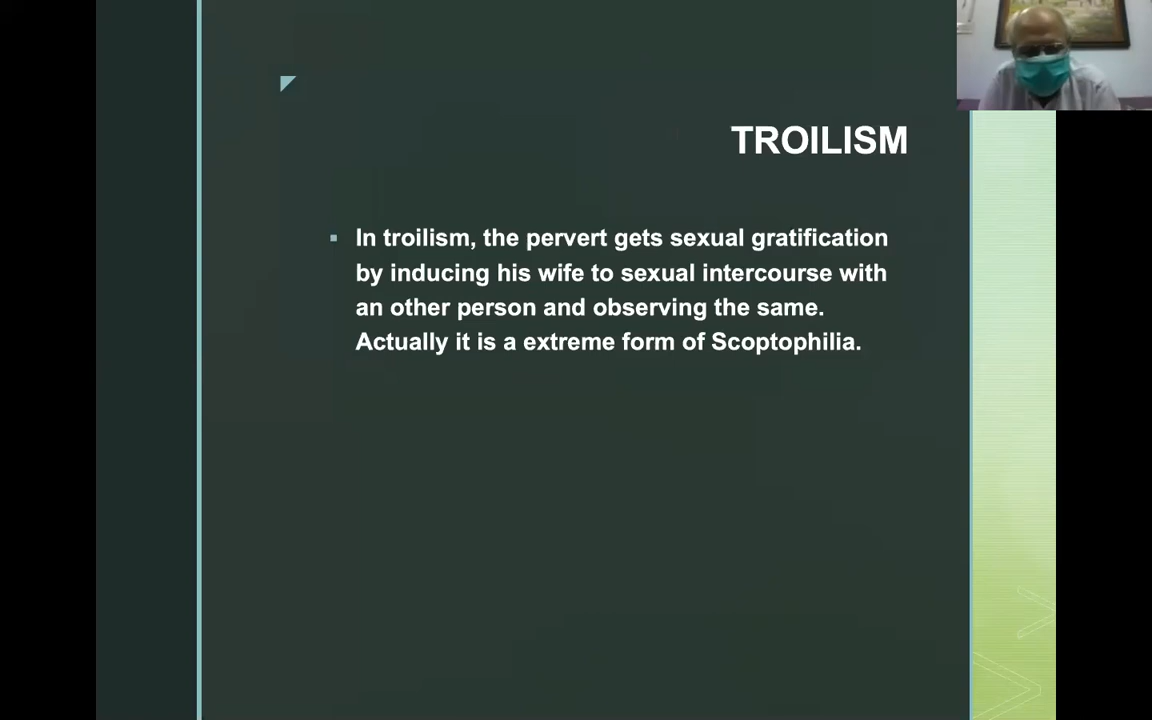 TROILISM
In troilism, the pervert gets sexual gratification
by inducing his wife to sexual intercourse with
an other person and observing the same.
Actually it is a extreme form of Scoptophilia.